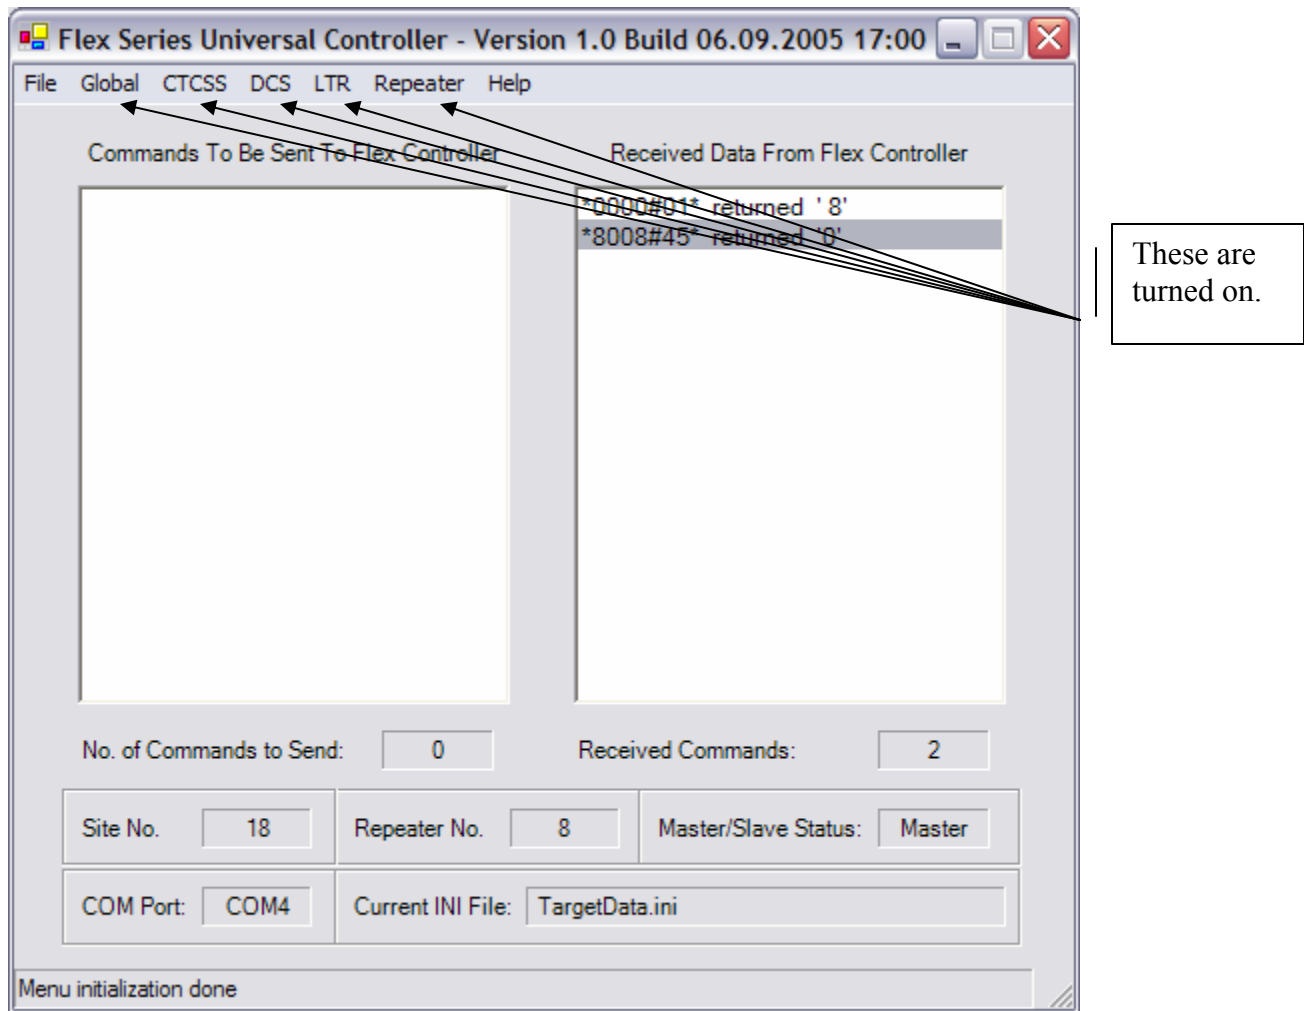 Flex Series Universal Controller - Version 1.0 Build 06.09.2005 17:00
File Global CTCSS DCS LTR Repeater Help
Commands To Be Sent To Flex Controller
Received Data From Flex Controller
*0000#01* returned ' 8'
*8008#45* returned '0'
These are
turned on.
No. of Commands to Send: 0
Received Commands: 2
Site No. 18
Repeater No. 8
Master/Slave Status: Master
COM Port: COM4
Current INI File: TargetData.ini
Menu initialization done